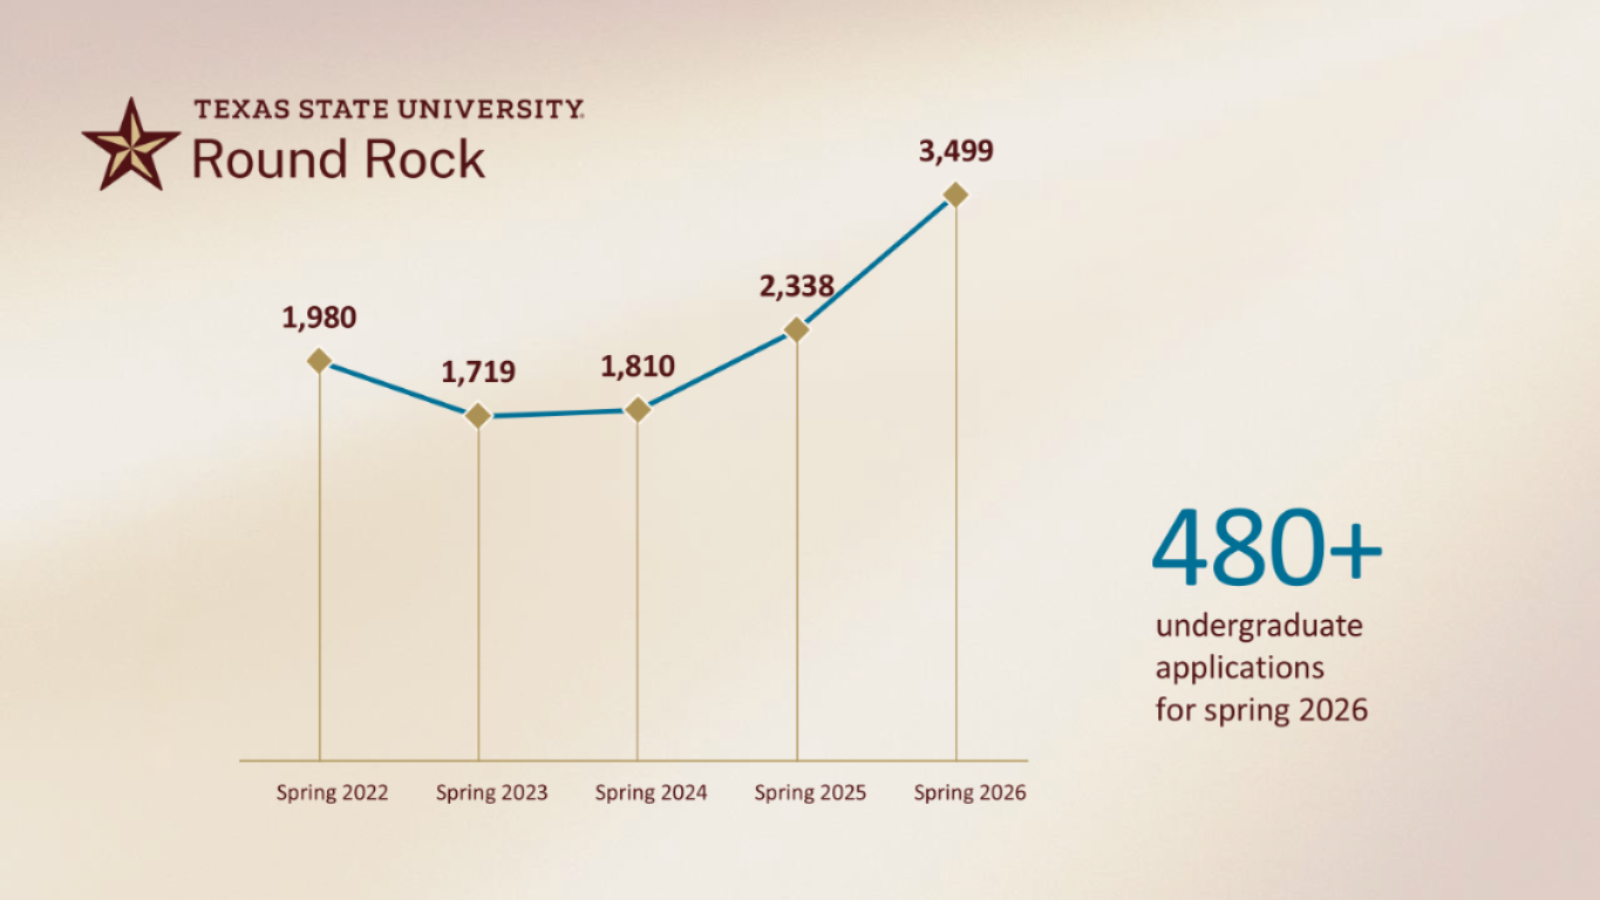 TEXAS STATE UNIVERSITY.
Round Rock
3,499
2,338
1,980
1,719
1,810
480+
undergraduate
applications
for spring 2026
Spring 2022
Spring 2023
Spring 2024
Spring 2025
Spring 2026